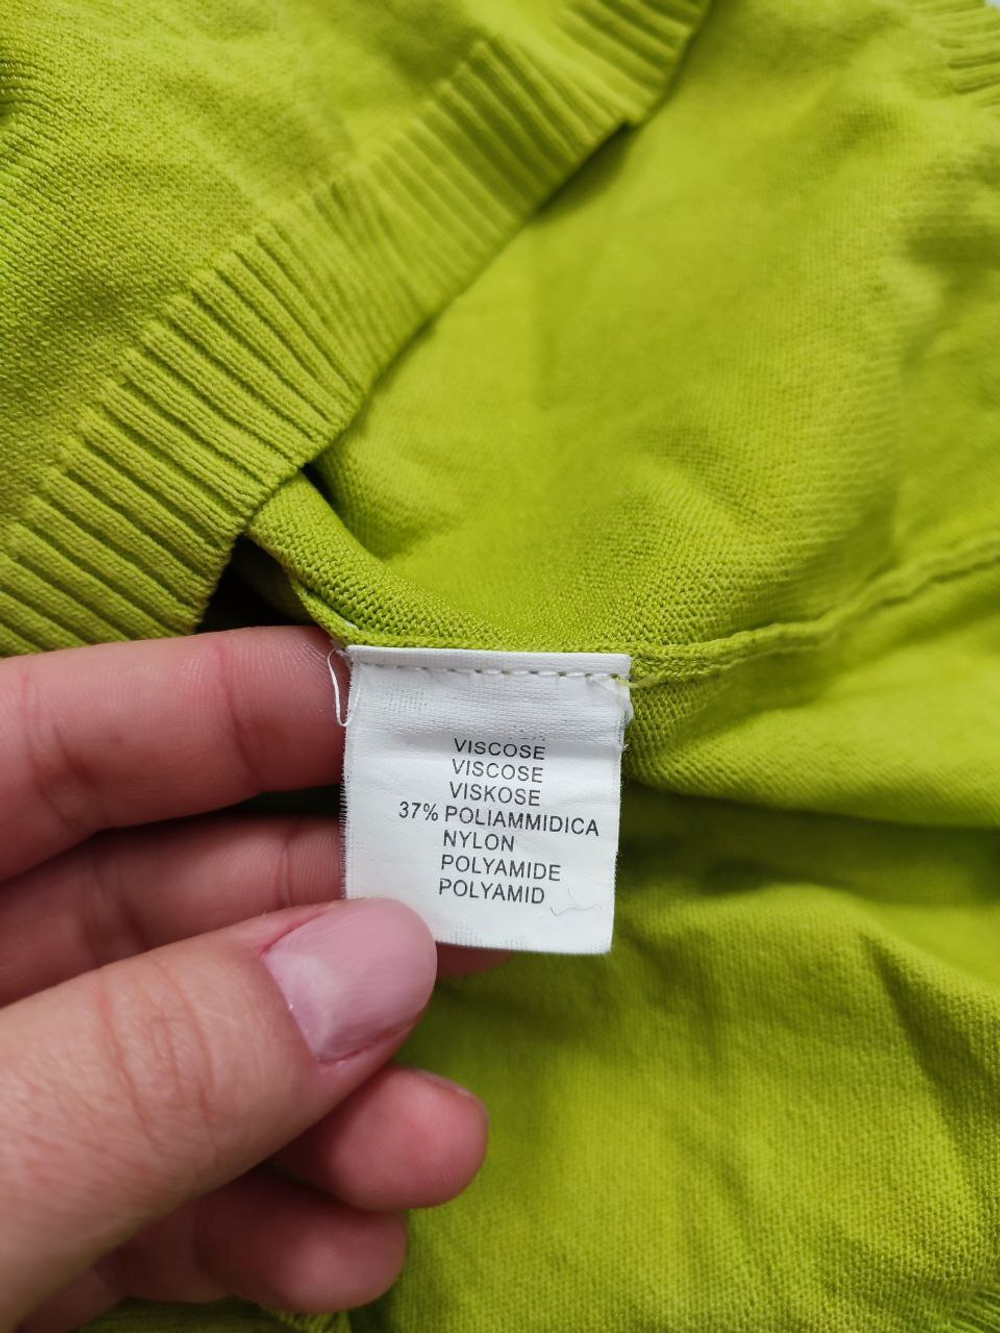 VISCOSE
VISCOSE
VISKOSE
37% POLIAMMIDICA
NYLON
POLYAMIDE
POLYAMID